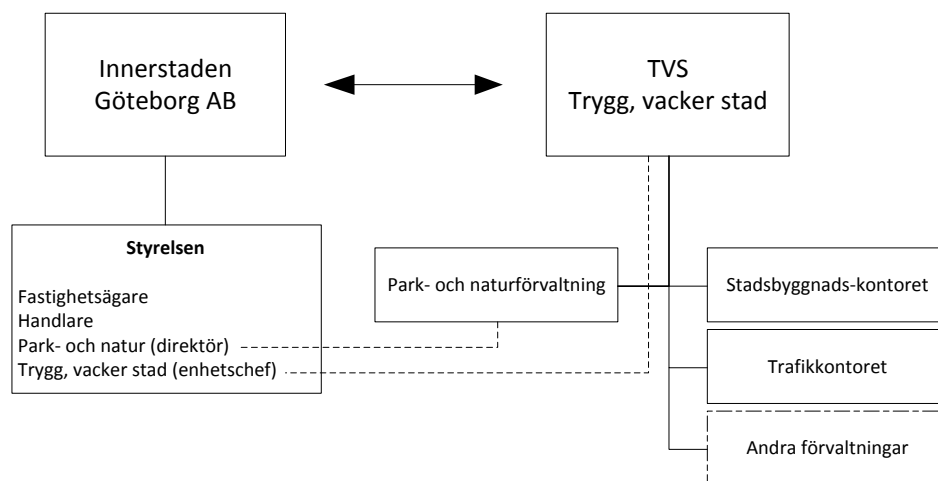 Innerstaden
Göteborg AB
TVS
Trygg, vacker stad
Styrelsen
Fastighetsägare
Handlare
Park- och natur (direktör)
Trygg, vacker stad (enhetschef)
Park- och naturförvaltning
Stadsbyggnads-kontoret
Trafikkontoret
Andra förvaltningar